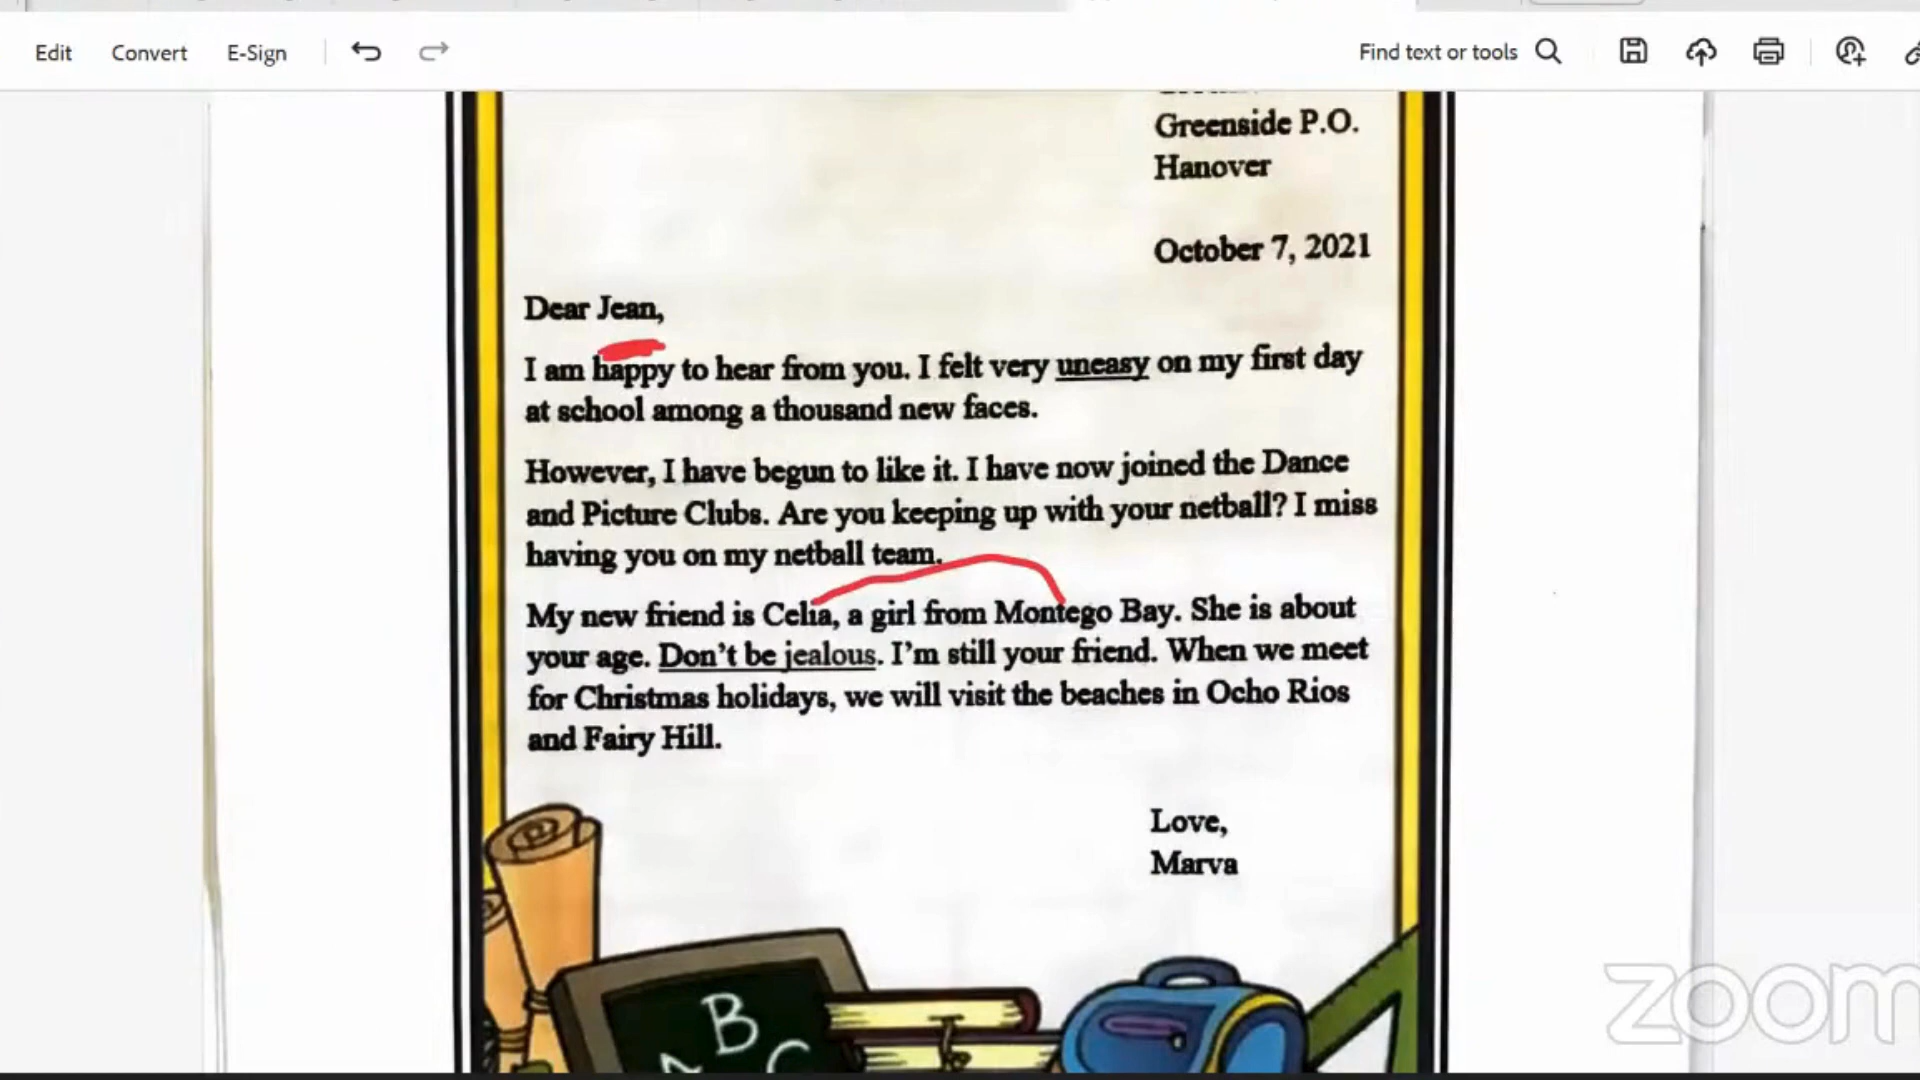 Edit Convert E-Sign Find text or tools
Greenside P.O.
Hanover
October 7, 2021
Dear Jean,
I am happy to hear from you. I felt very uneasy on my first day
at school among a thousand new faces.
However, I have begun to like it. I have now joined the Dance
and Picture Clubs. Are you keeping up with your netball? I miss
having you on my netball team.
My new friend is Celia, a girl from Montego Bay. She is about
your age. Don't be jealous. I'm still your friend. When we meet
for Christmas holidays, we will visit the beaches in Ocho Rios
and Fairy Hill.
Love,
Marva
B
A C
zoom